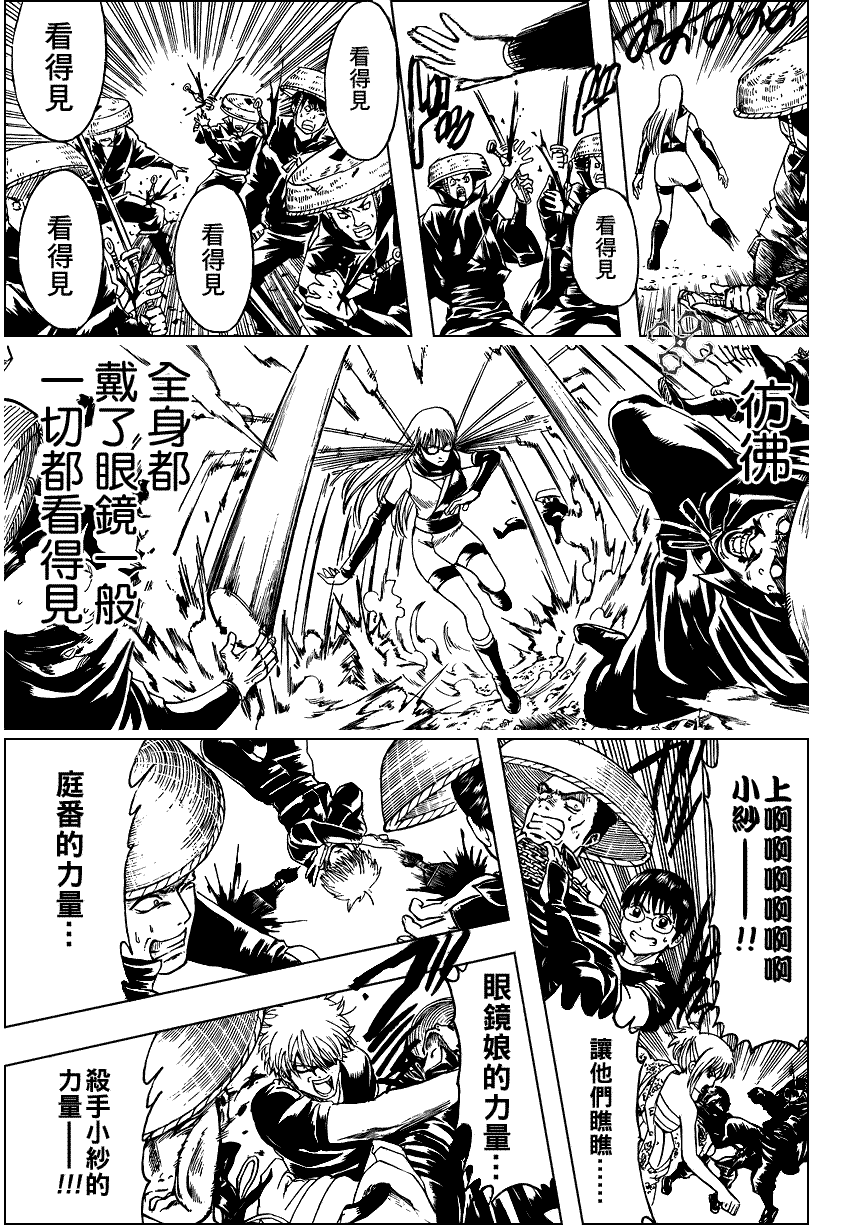 看得見
看得見
看得見
看得見
看得見
彷彿
全身都
戴了眼鏡一般
一切都看得見
上啊啊啊啊啊啊
小紗——!!
讓他們瞧瞧……
庭番的力量…
眼鏡娘的力量…
殺手小紗的
力量——!!!